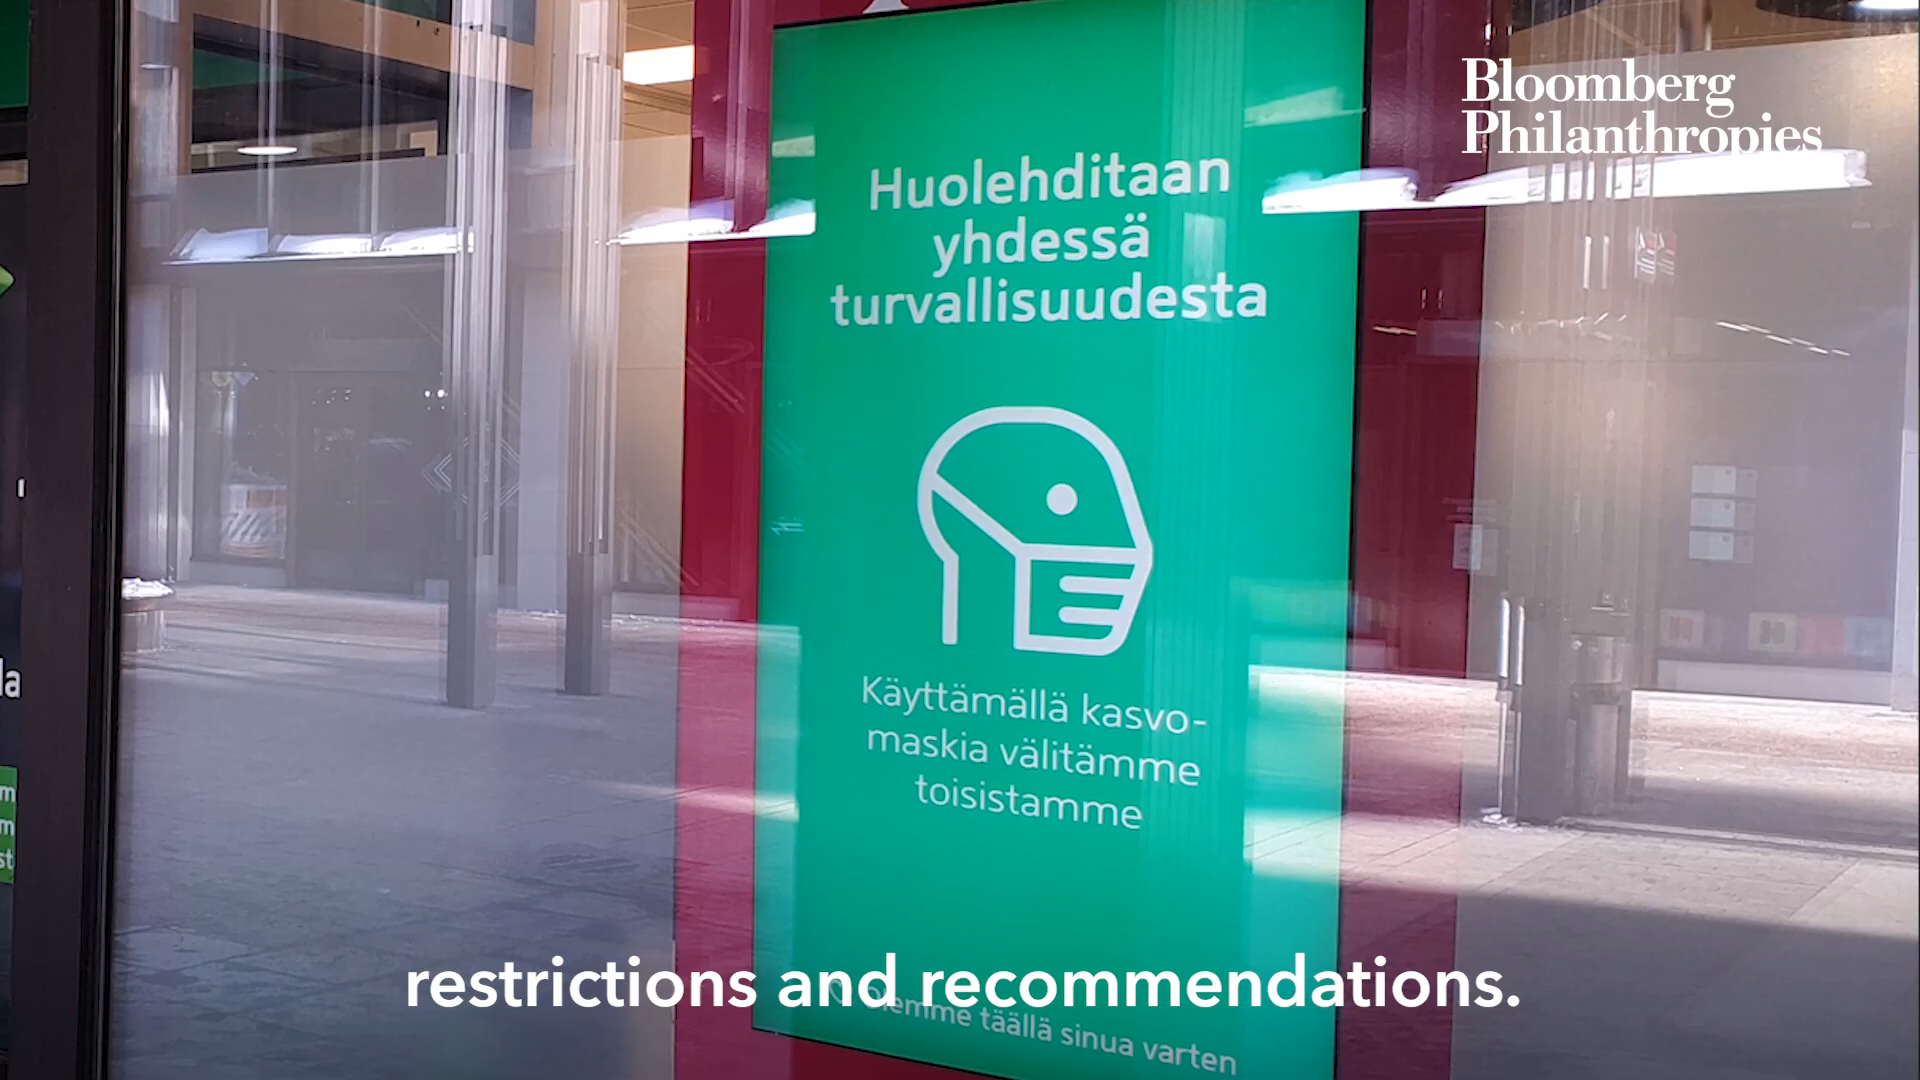 Bloomberg
Philanthropies
Huolehditaan
yhdessä
turvallisuudesta
Käyttämällä kasvo-
maskia välitämme
toisistamme
restrictions and recommendations.
täällä sinua varten